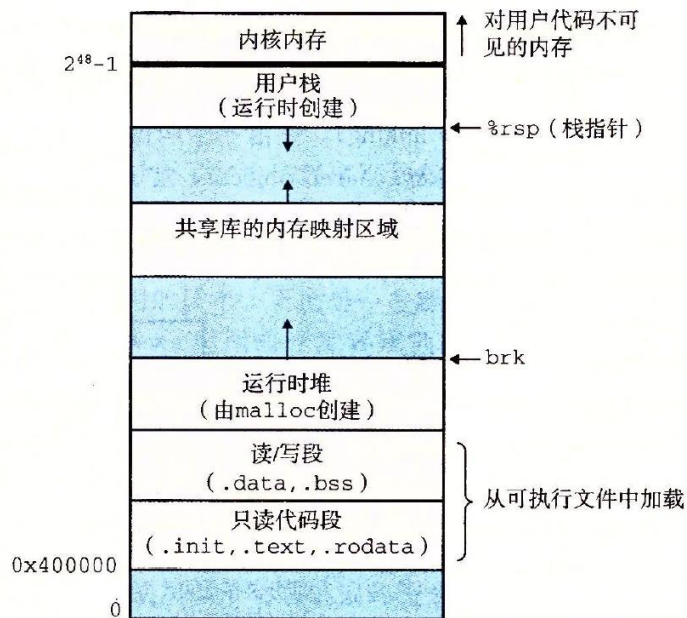 内核内存
对用户代码不可
见的内存
2⁴⁸-1
用户栈
(运行时创建)
%rsp(栈指针)
共享库的内存映射区域
brk
运行时堆
(由malloc创建)
读/写段
(.data,.bss)
从可执行文件中加载
只读代码段
(.init,.text,.rodata)
0x400000
0